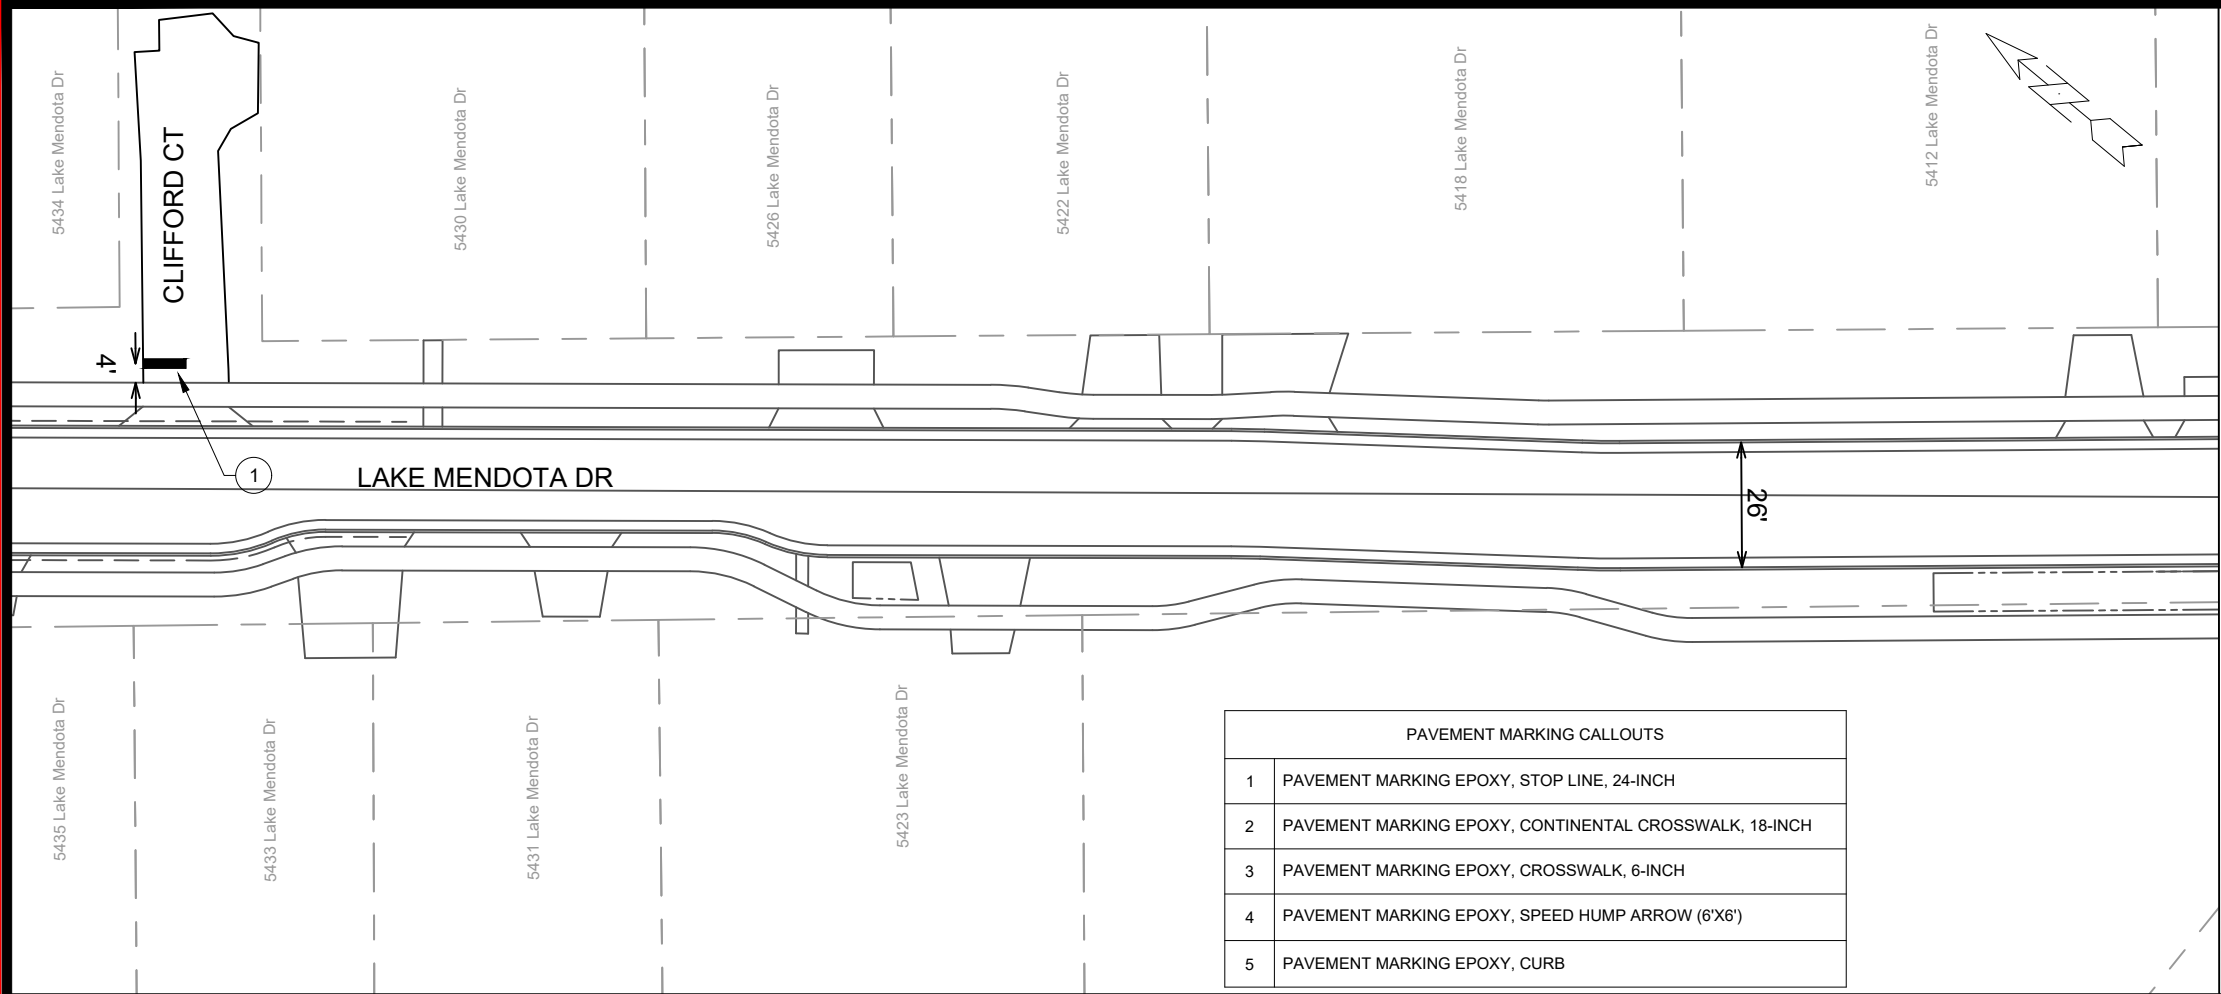 5434 Lake Mendota Dr
CLIFFORD CT
5430 Lake Mendota Dr
5426 Lake Mendota Dr
5422 Lake Mendota Dr
5418 Lake Mendota Dr
5412 Lake Mendota Dr
4'
1
LAKE MENDOTA DR
26'
5435 Lake Mendota Dr
5433 Lake Mendota Dr
5431 Lake Mendota Dr
5423 Lake Mendota Dr
PAVEMENT MARKING CALLOUTS
1 PAVEMENT MARKING EPOXY, STOP LINE, 24-INCH
2 PAVEMENT MARKING EPOXY, CONTINENTAL CROSSWALK, 18-INCH
3 PAVEMENT MARKING EPOXY, CROSSWALK, 6-INCH
4 PAVEMENT MARKING EPOXY, SPEED HUMP ARROW (6'X6')
5 PAVEMENT MARKING EPOXY, CURB